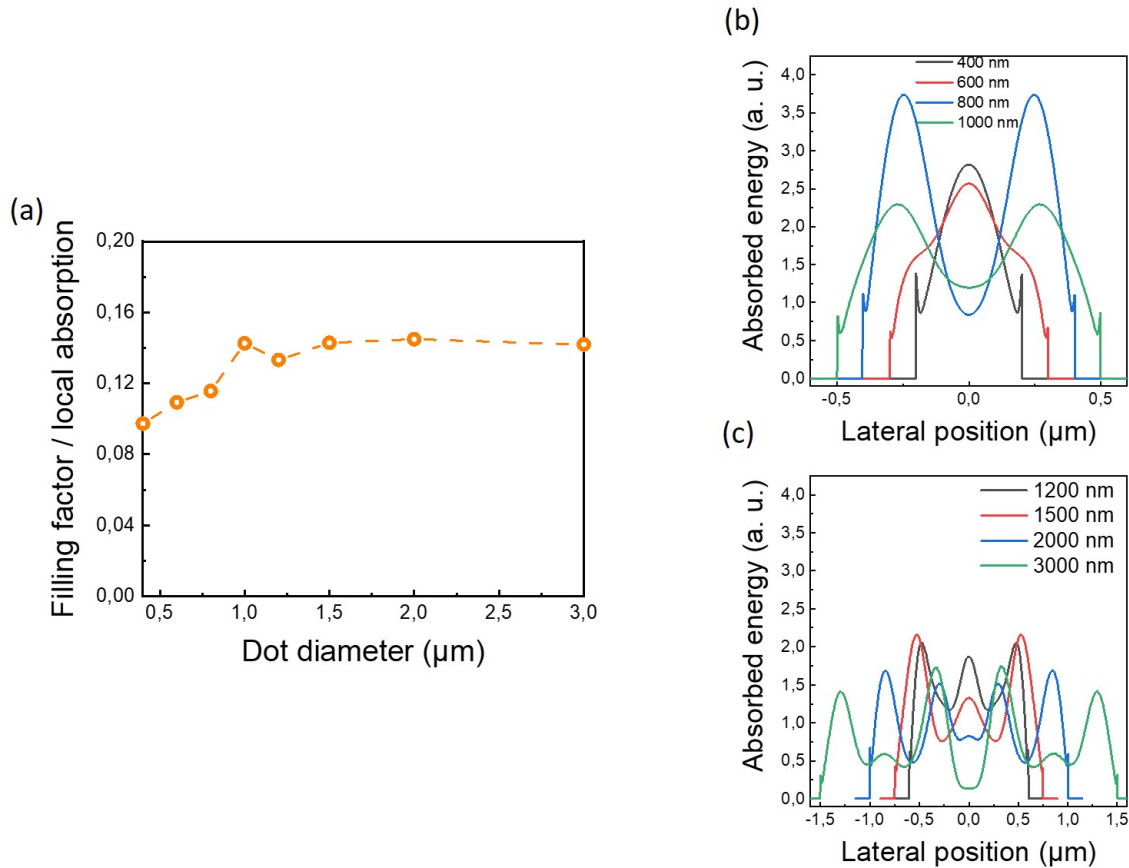 (a)
Filling factor / local absorption
0,20
0,16
0,12
0,08
0,04
0,00
0,5 1,0 1,5 2,0 2,5 3,0
Dot diameter (µm)
(b)
Absorbed energy (a. u.)
4,0
3,5
3,0
2,5
2,0
1,5
1,0
0,5
0,0
400 nm
600 nm
800 nm
1000 nm
-0,5 0,0 0,5
Lateral position (µm)
(c)
Absorbed energy (a. u.)
4,0
3,5
3,0
2,5
2,0
1,5
1,0
0,5
0,0
1200 nm
1500 nm
2000 nm
3000 nm
-1,5 -1,0 -0,5 0,0 0,5 1,0 1,5
Lateral position (µm)